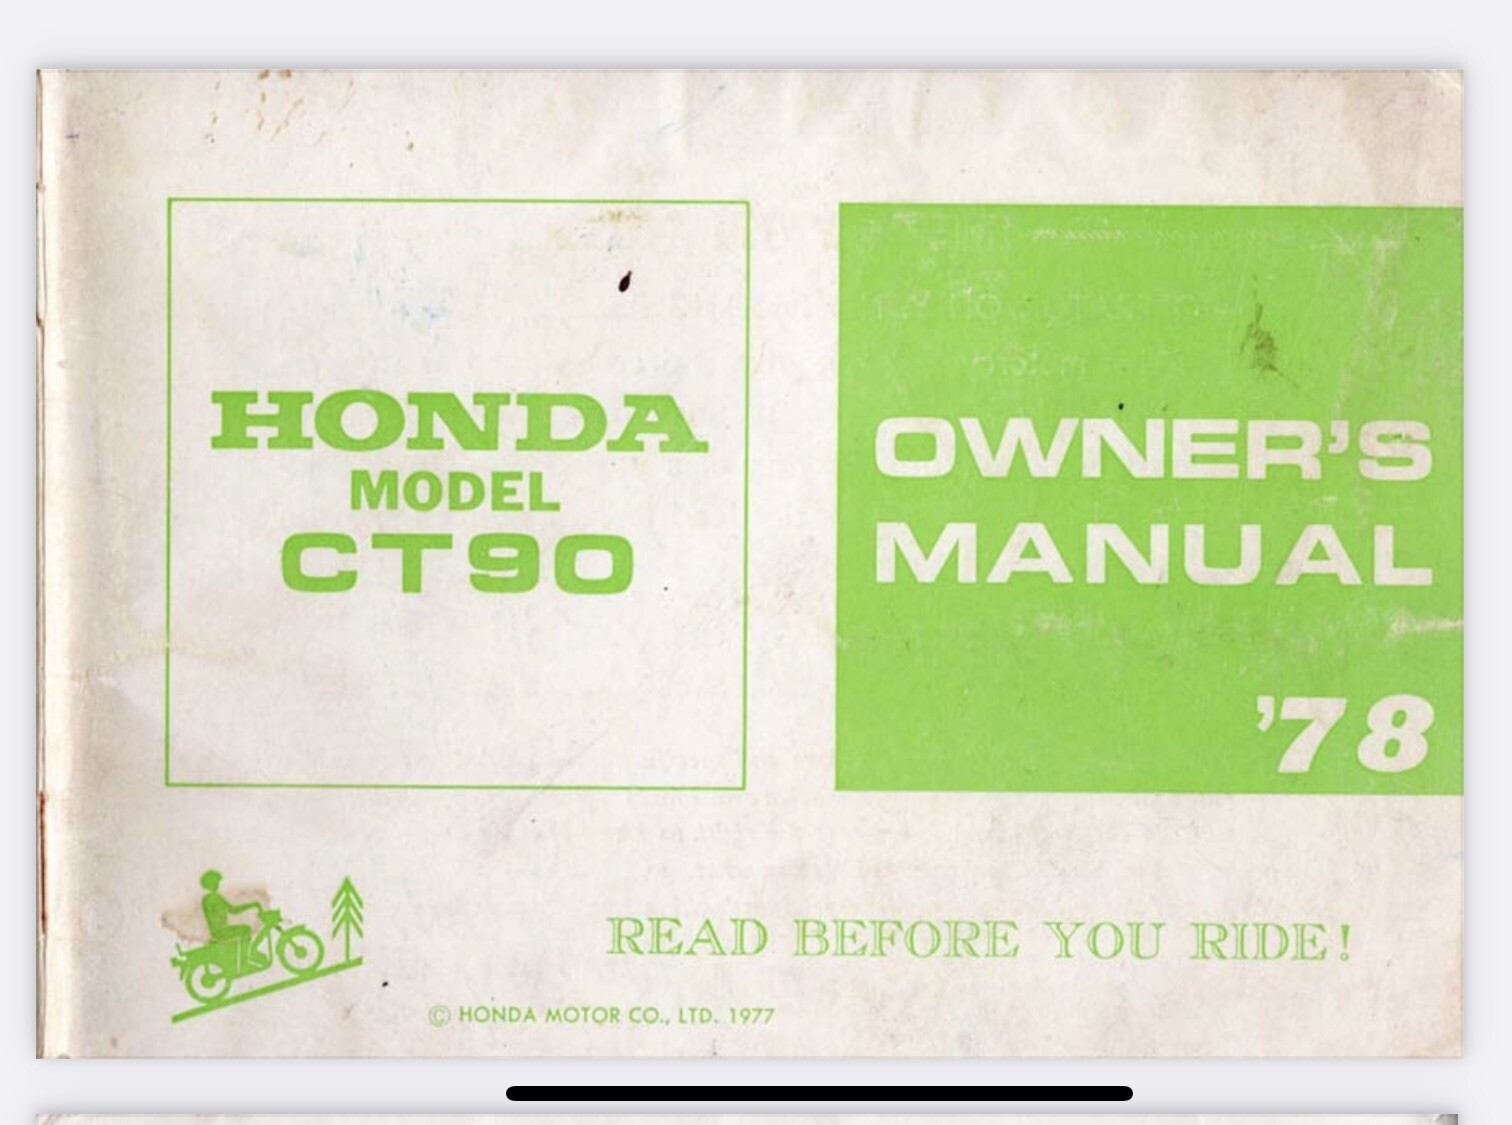 HONDA
MODEL
CT90
OWNER'S
MANUAL
'78
READ BEFORE YOU RIDE!
© HONDA MOTOR CO., LTD. 1977